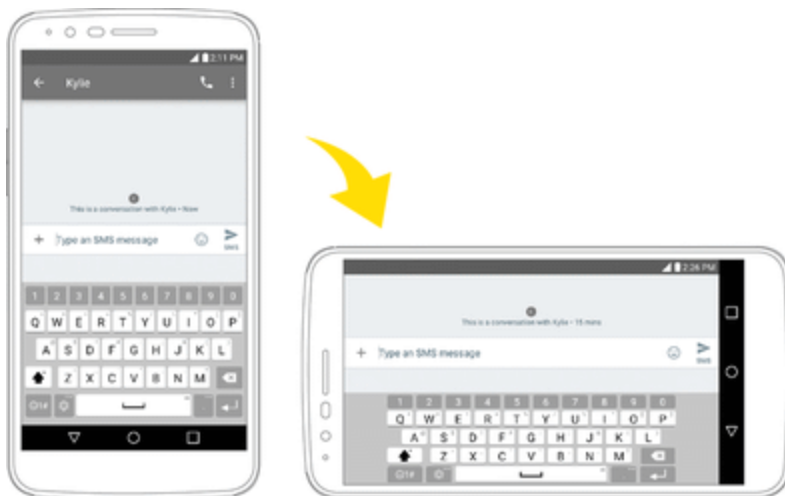 2:11 PM
Kylie
This is a conversation with Kylie • Now
Type an SMS message
SMS
1 2 3 4 5 6 7 8 9 0
Q W E R T Y U I O P
A S D F G H J K L
Z X C V B N M
2:26 PM
This is a conversation with Kylie • 15 mins
Type an SMS message
SMS
1 2 3 4 5 6 7 8 9 0
Q W E R T Y U I O P
A S D F G H J K L
Z X C V B N M